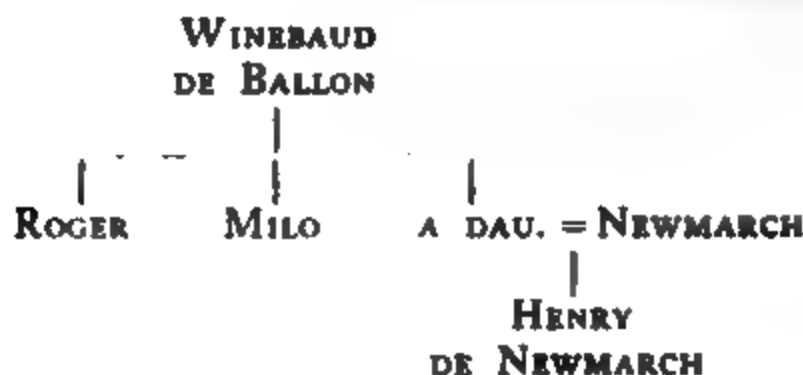 WINEBAUD
DE BALLON
ROGER MILO A DAU. = NEWMARCH
HENRY
DE NEWMARCH